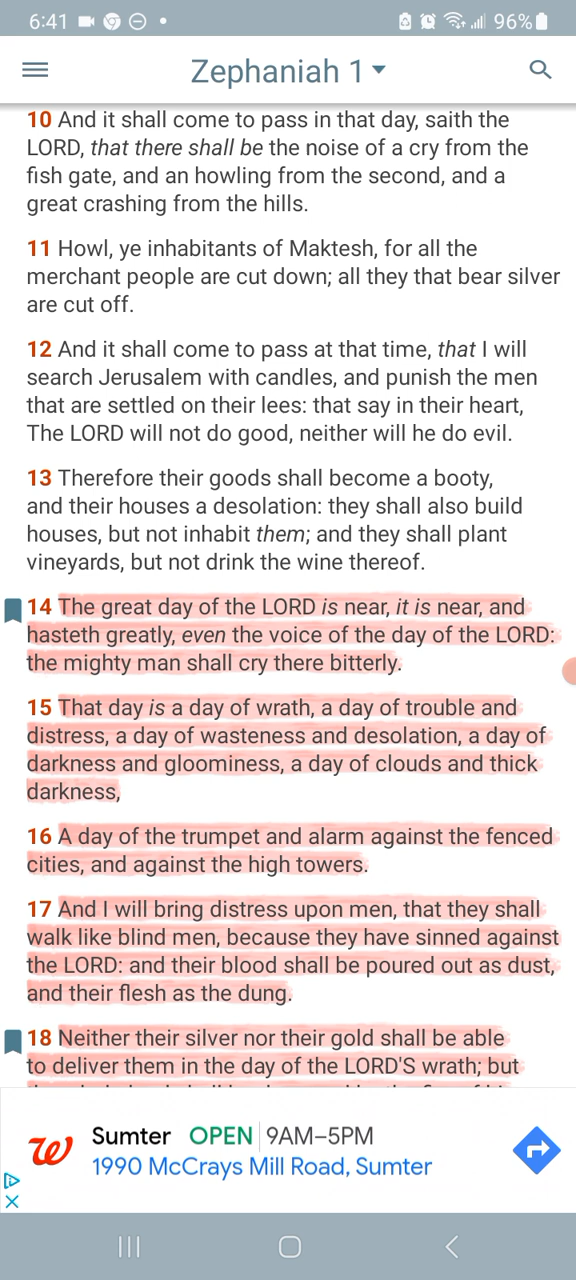 6:41
96%
Zephaniah 1
10 And it shall come to pass in that day, saith the
LORD, that there shall be the noise of a cry from the
fish gate, and an howling from the second, and a
great crashing from the hills.
11 Howl, ye inhabitants of Maktesh, for all the
merchant people are cut down; all they that bear silver
are cut off.
12 And it shall come to pass at that time, that I will
search Jerusalem with candles, and punish the men
that are settled on their lees: that say in their heart,
The LORD will not do good, neither will he do evil.
13 Therefore their goods shall become a booty,
and their houses a desolation: they shall also build
houses, but not inhabit them; and they shall plant
vineyards, but not drink the wine thereof.
14 The great day of the LORD is near, it is near, and
hasteth greatly, even the voice of the day of the LORD:
the mighty man shall cry there bitterly.
15 That day is a day of wrath, a day of trouble and
distress, a day of wasteness and desolation, a day of
darkness and gloominess, a day of clouds and thick
darkness,
16 A day of the trumpet and alarm against the fenced
cities, and against the high towers.
17 And I will bring distress upon men, that they shall
walk like blind men, because they have sinned against
the LORD: and their blood shall be poured out as dust,
and their flesh as the dung.
18 Neither their silver nor their gold shall be able
to deliver them in the day of the LORD'S wrath; but
W Sumter OPEN 9AM–5PM
1990 McCrays Mill Road, Sumter